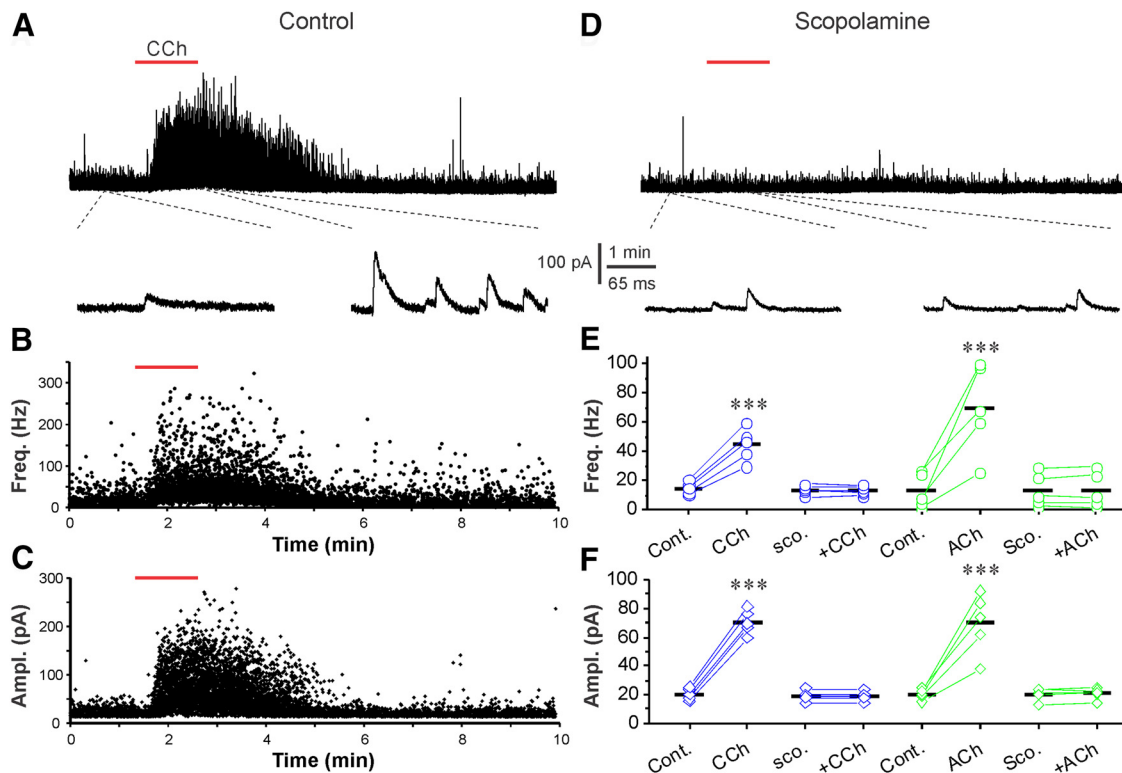 A
Control
D
Scopolamine
CCh
100 pA
1 min
65 ms
B
Freq. (Hz)
300
200
100
0
0
2
4
6
8
10
Time (min)
C
Ampl. (pA)
300
200
100
0
0
2
4
6
8
10
Time (min)
E
Freq. (Hz)
100
80
60
40
20
0
***
***
Cont.
CCh
sco.
+CCh
Cont.
ACh
Sco.
+ACh
F
Ampl. (pA)
100
80
60
40
20
0
***
***
Cont.
CCh
sco.
+CCh
Cont.
ACh
Sco.
+ACh